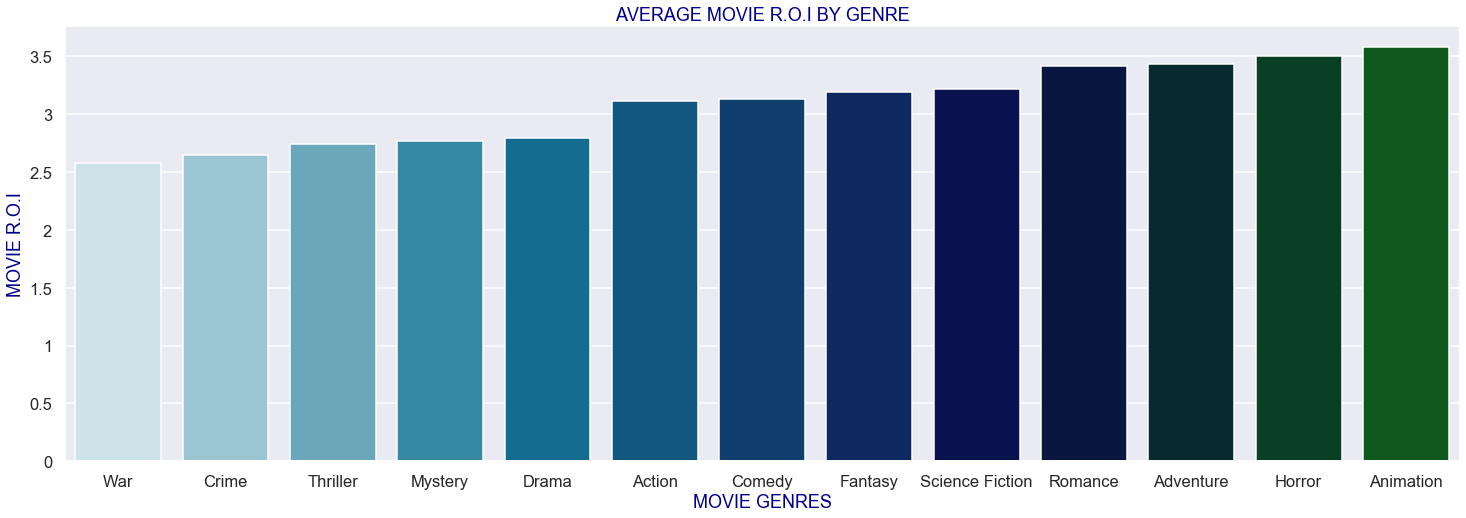 AVERAGE MOVIE R.O.I BY GENRE
MOVIE R.O.I
3.5
3
2.5
2
1.5
1
0.5
0
War Crime Thriller Mystery Drama Action Comedy Fantasy Science Fiction Romance Adventure Horror Animation
MOVIE GENRES